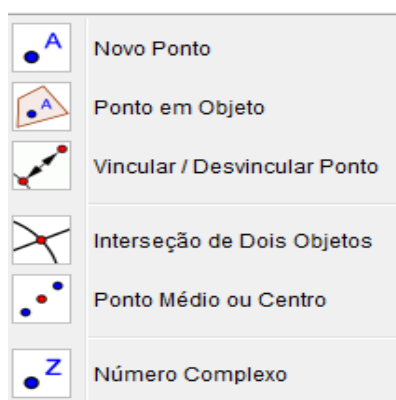 A
Novo Ponto
A
Ponto em Objeto
Vincular / Desvincular Ponto
Interseção de Dois Objetos
Ponto Médio ou Centro
Z
Número Complexo